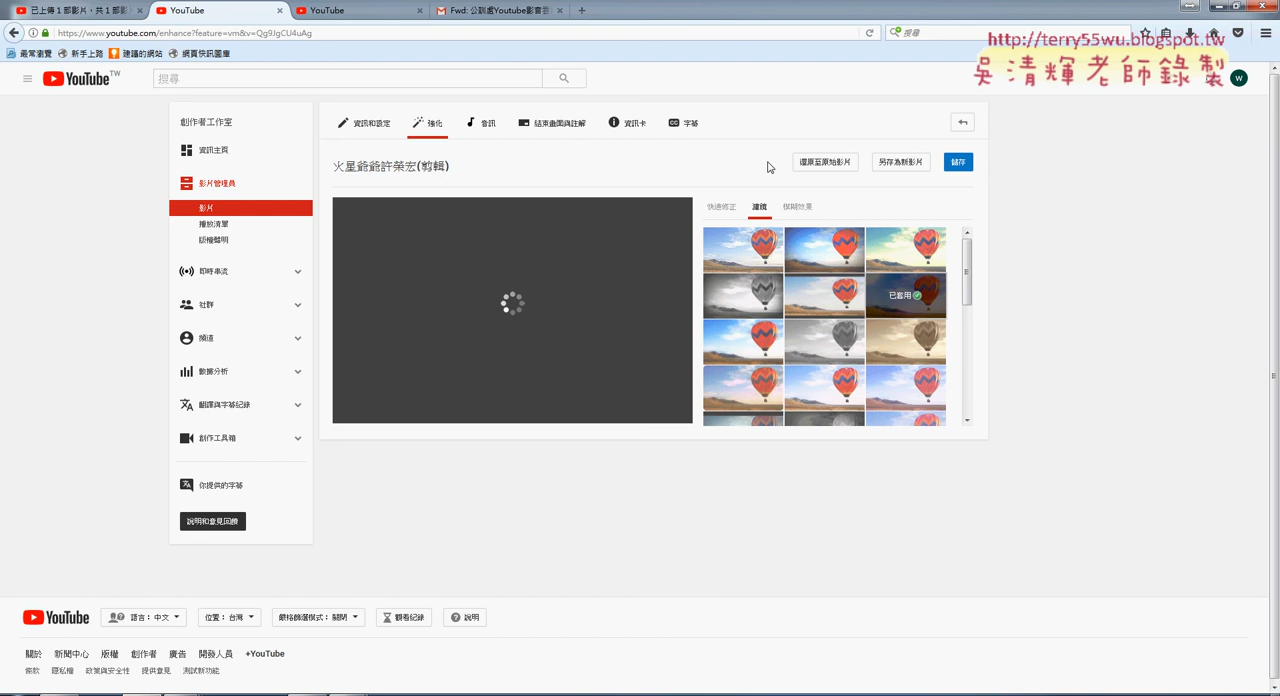 已上傳 1 部影片，共 1 部影
YouTube
YouTube
Fwd: 公訓處Youtube影音
https://www.youtube.com/enhance?feature=vm&v=Qg9JgCU4uAg
搜尋
最常瀏覽
新手上路
建議的網站
網頁快訊圖庫
http://terry55wu.blogspot.tw
吳清輝老師錄製
YouTube TW
搜尋
W
創作者工作室
資訊主頁
影片管理員
影片
播放清單
版權聲明
即時串流
社群
頻道
數據分析
翻譯與字幕紀錄
創作工具箱
你提供的字幕
說明和意見回饋
資訊和設定
強化
音訊
結束畫面與註解
資訊卡
字幕
火星爺爺許榮宏(剪輯)
還原至原始影片
另存為新影片
儲存
快速修正
濾鏡
模糊效果
已套用
YouTube
語言：中文
位置：台灣
嚴格篩選模式：關閉
觀看紀錄
說明
關於
新聞中心
版權
創作者
廣告
開發人員
+YouTube
條款
隱私權
政策與安全性
提供意見
測試新功能